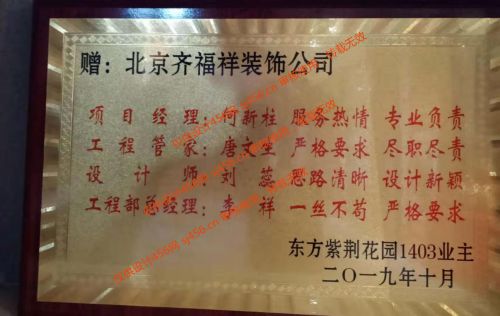 赠：北京齐福祥装饰公司
项目经理：何新柱 服务热情 专业负责
工程管家：唐文生 严格要求 尽职尽责
设计师：刘蕊 思路清晰 设计新颖
工程部总经理：李祥 一丝不苟 严格要求
东方紫荆花园1403业主
二〇一九年十月